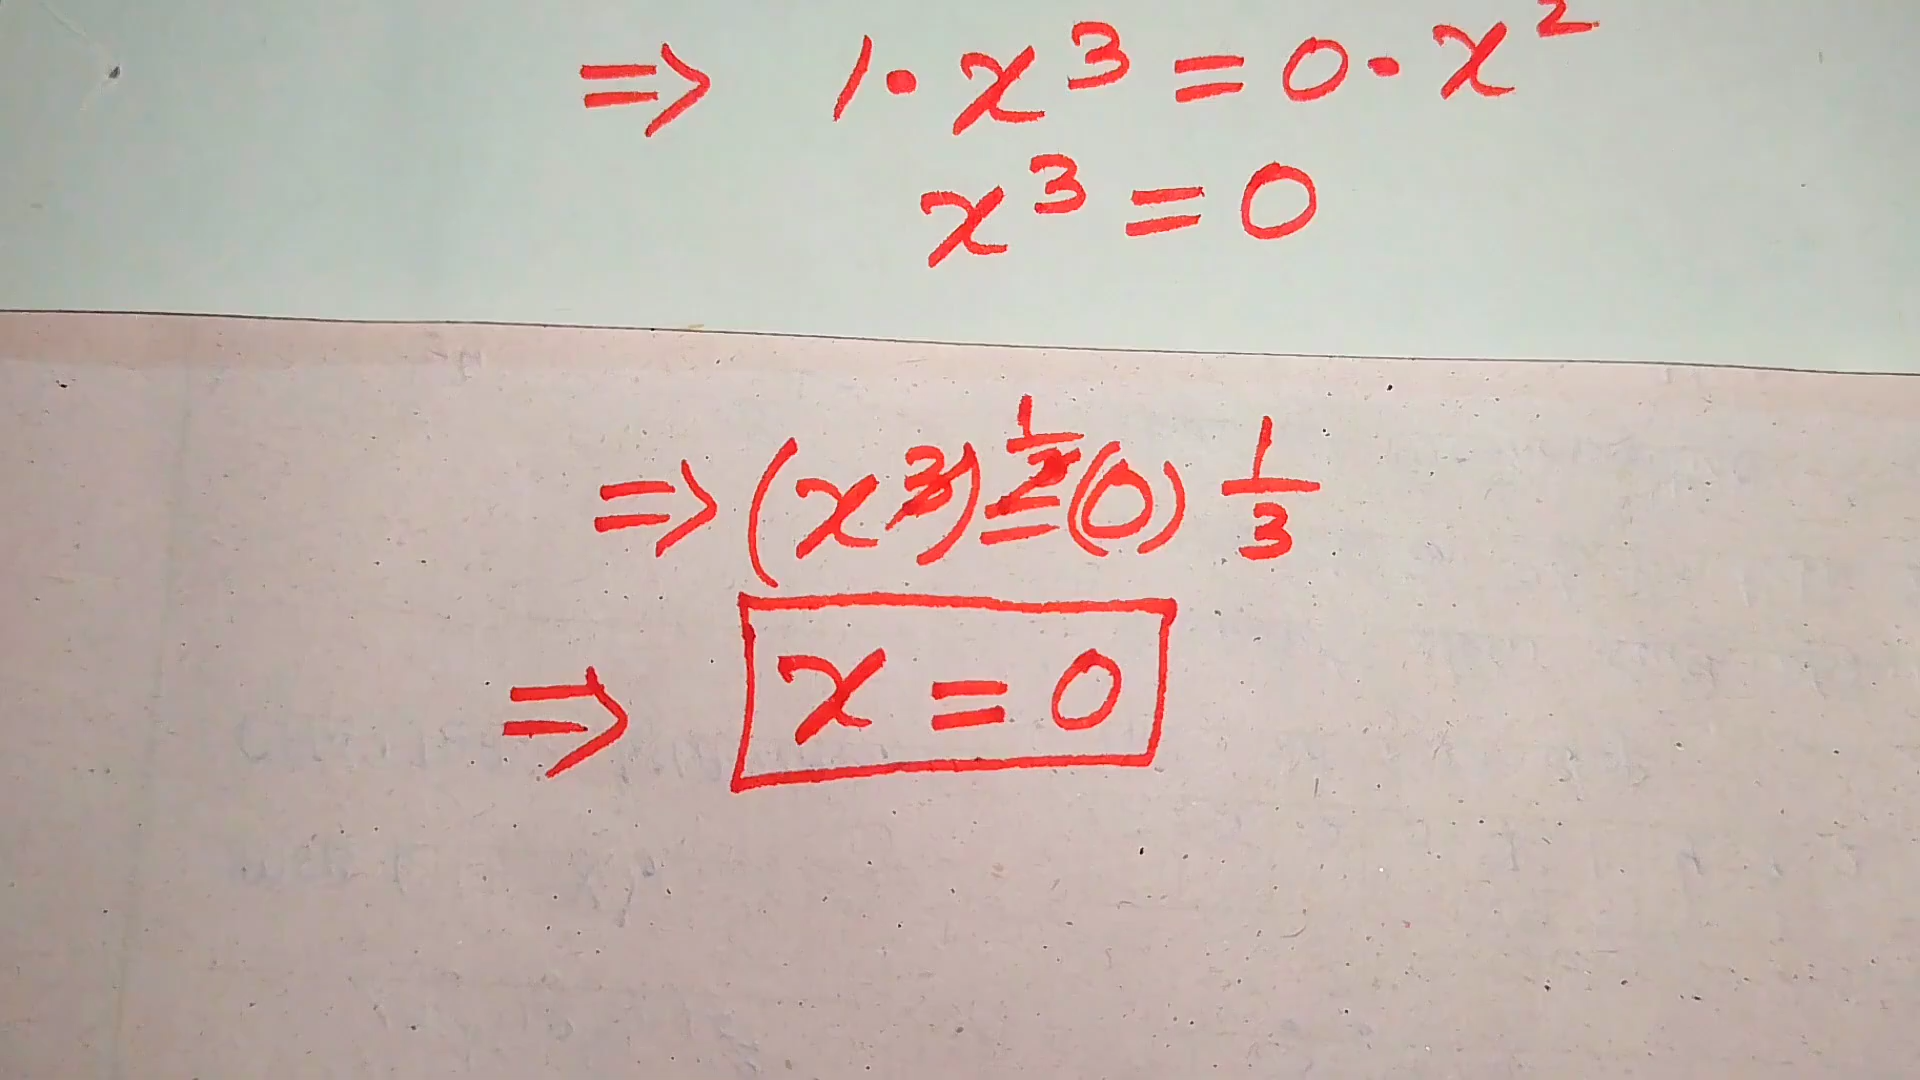 ⇒ 1·x³ = 0·x²
x³ = 0
⇒ (x³)^(1/3) = (0)^(1/3)
⇒ x = 0